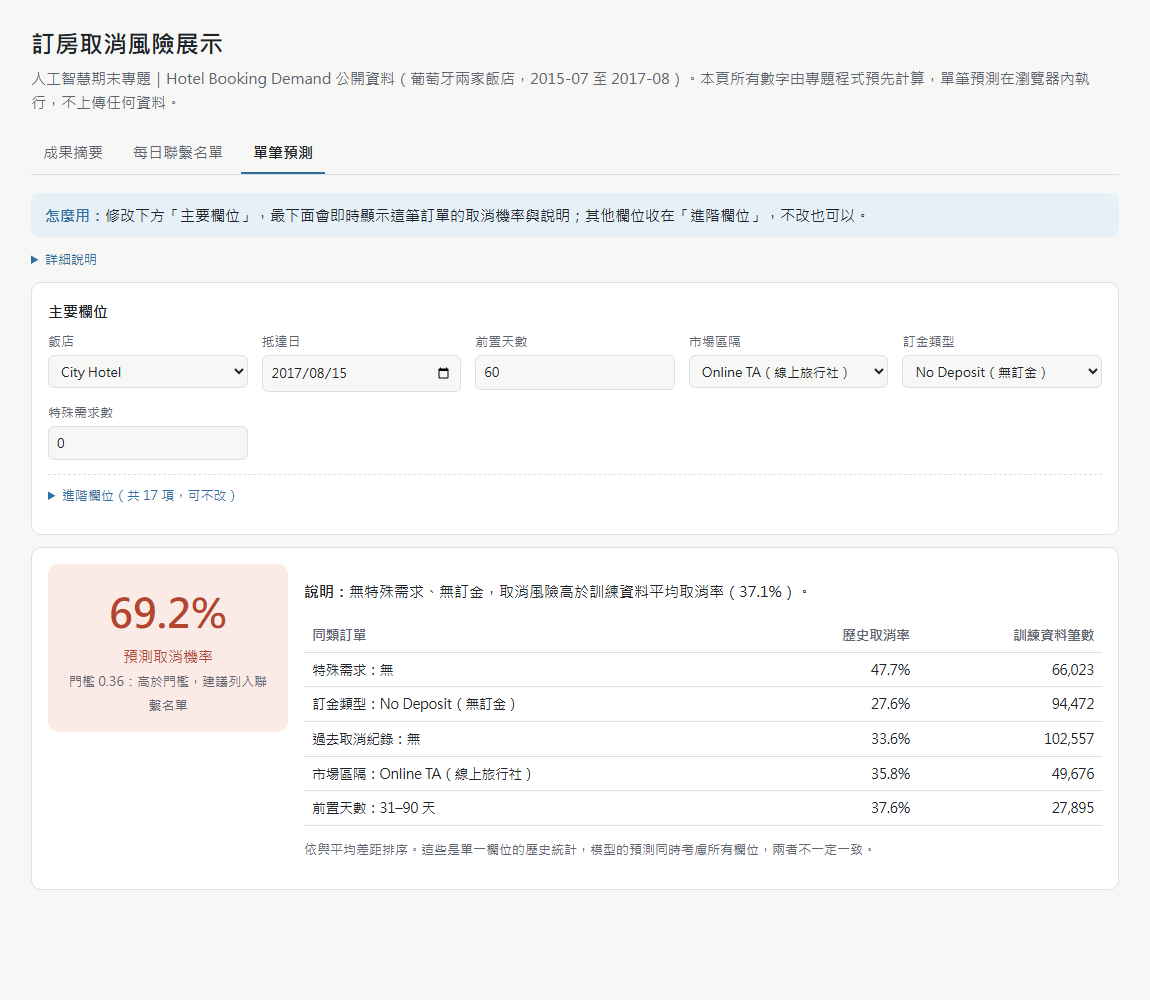 訂房取消風險展示
人工智慧期末專題｜Hotel Booking Demand 公開資料（葡萄牙兩家飯店，2015-07 至 2017-08）。本頁所有數字由專題程式預先計算，單筆預測在瀏覽器內執
行，不上傳任何資料。
成果摘要 每日聯繫名單 單筆預測
怎麼用：修改下方「主要欄位」，最下面會即時顯示這筆訂單的取消機率與說明；其他欄位收在「進階欄位」，不改也可以。
詳細說明
主要欄位
飯店 抵達日 前置天數 市場區隔 訂金類型
City Hotel 2017/08/15 60 Online TA（線上旅行社） No Deposit（無訂金）
特殊需求數
0
進階欄位（共 17 項，可不改）
69.2%
預測取消機率
門檻 0.36：高於門檻，建議列入聯
繫名單
說明：無特殊需求、無訂金，取消風險高於訓練資料平均取消率（37.1%）。
同類訂單 歷史取消率 訓練資料筆數
特殊需求：無 47.7% 66,023
訂金類型：No Deposit（無訂金） 27.6% 94,472
過去取消紀錄：無 33.6% 102,557
市場區隔：Online TA（線上旅行社） 35.8% 49,676
前置天數：31–90 天 37.6% 27,895
依與平均差距排序。這些是單一欄位的歷史統計，模型的預測同時考慮所有欄位，兩者不一定一致。